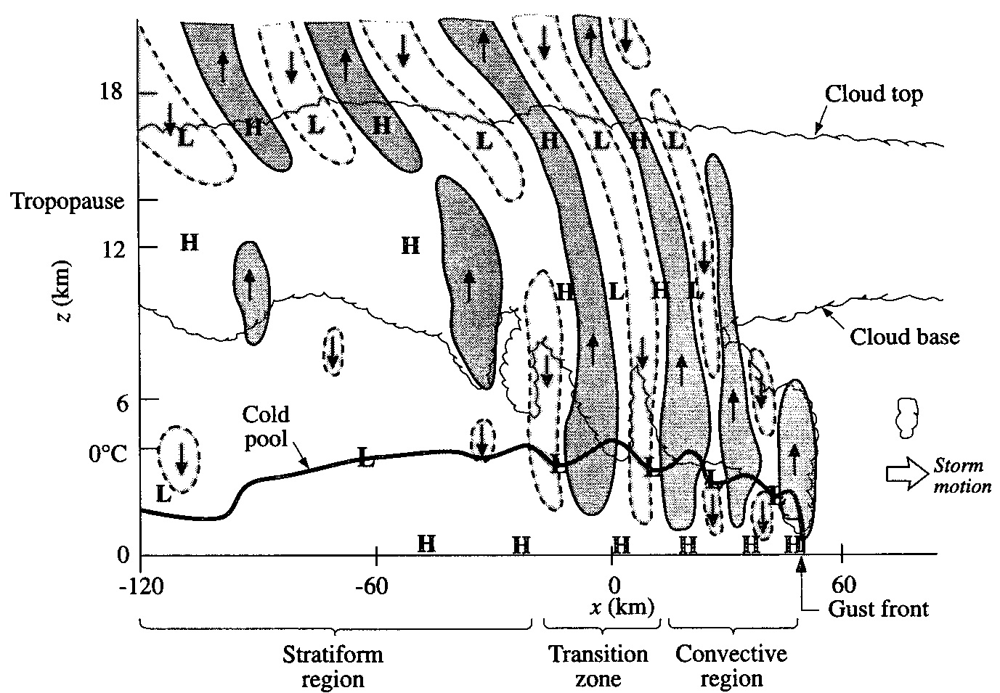 18
Cloud top
L H L H L H L H L
Tropopause
H H
12
z (km)
H L H L
Cloud base
6
Cold
pool
0°C
L L L L L
L
Storm
motion
H H H H H H
0
-120 -60 0 60
x (km)
Gust front
Stratiform
region
Transition
zone
Convective
region
L